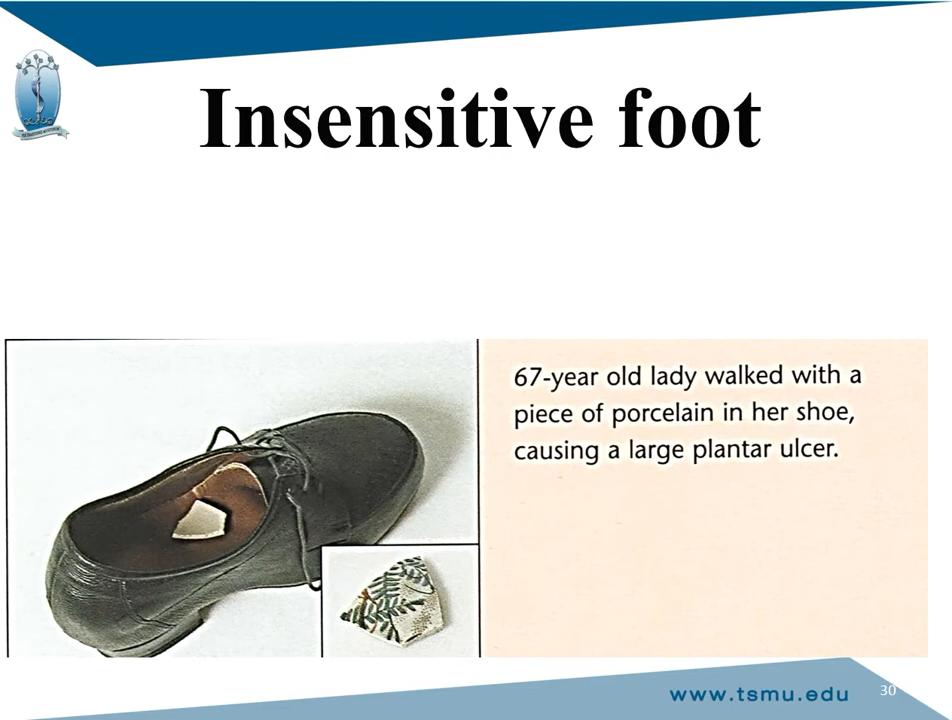 Insensitive foot
67-year old lady walked with a
piece of porcelain in her shoe,
causing a large plantar ulcer.
www.tsmu.edu
30